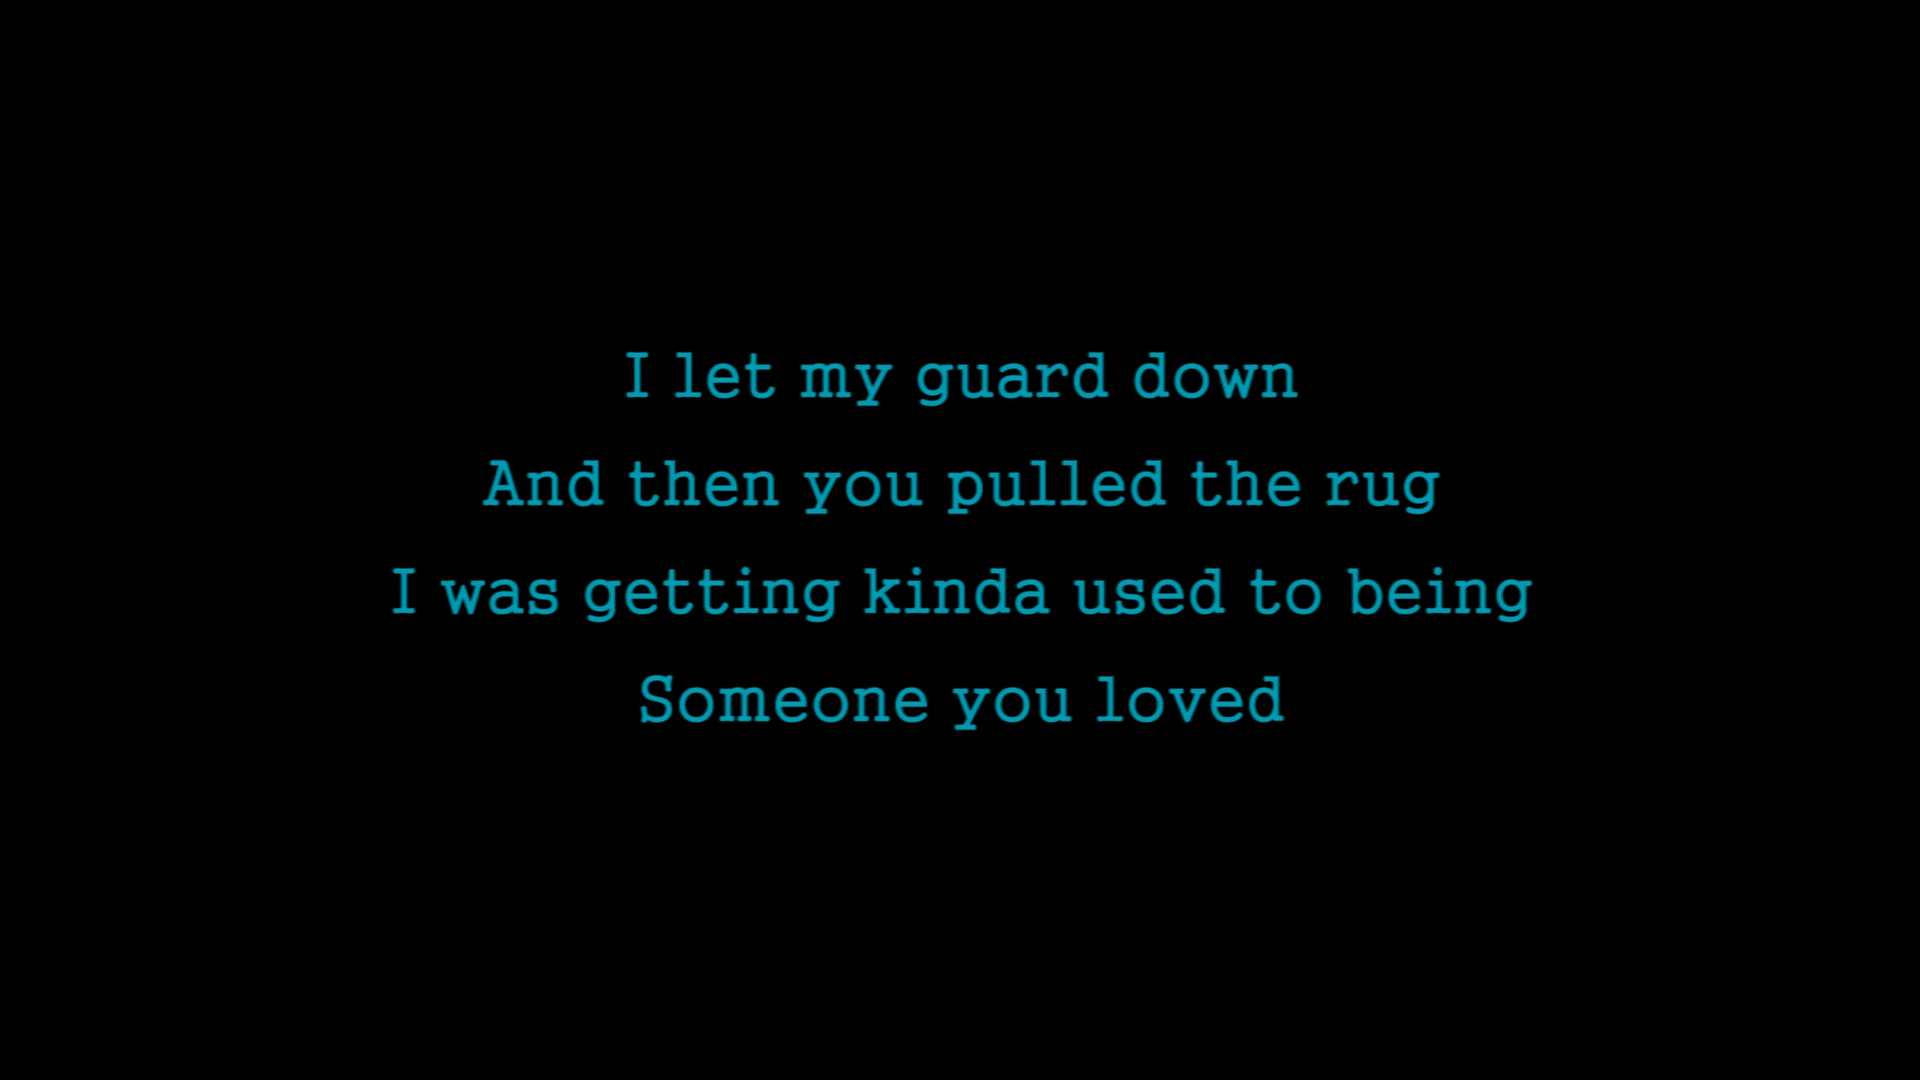 I let my guard down
And then you pulled the rug
I was getting kinda used to being
Someone you loved